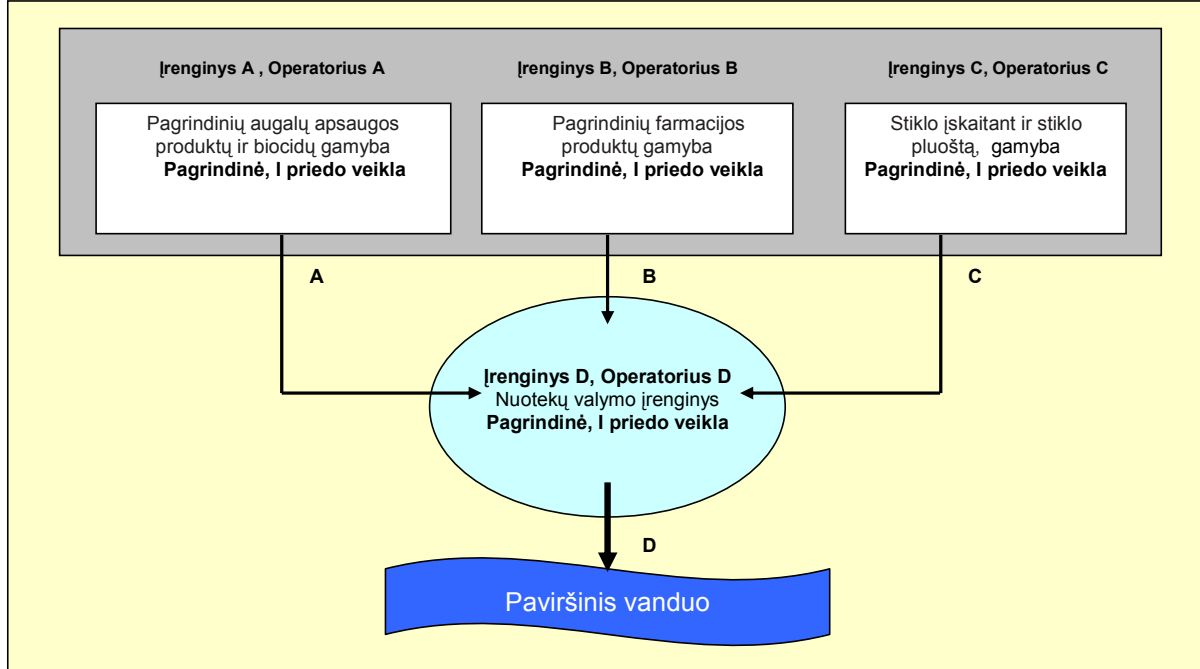 Įrenginys A , Operatorius A
Įrenginys B, Operatorius B
Įrenginys C, Operatorius C
Pagrindinių augalų apsaugos
produktų ir biocidų gamyba
Pagrindinė, I priedo veikla
Pagrindinių farmacijos
produktų gamyba
Pagrindinė, I priedo veikla
Stiklo įskaitant ir stiklo
pluoštą, gamyba
Pagrindinė, I priedo veikla
A
B
C
Įrenginys D, Operatorius D
Nuotekų valymo įrenginys
Pagrindinė, I priedo veikla
D
Paviršinis vanduo